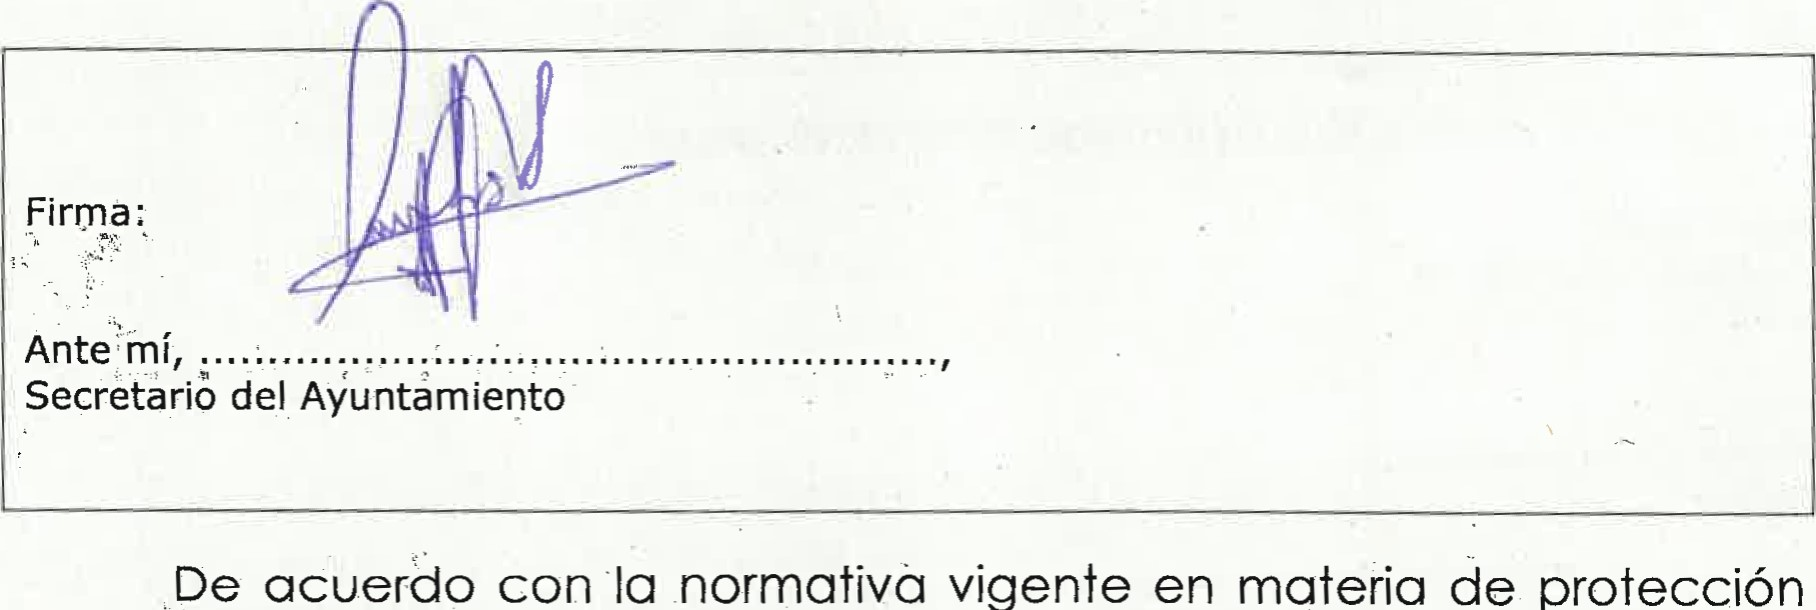 Firma:
Ante mí, ......................................................,
Secretario del Ayuntamiento
De acuerdo con la normativa vigente en materia de protección